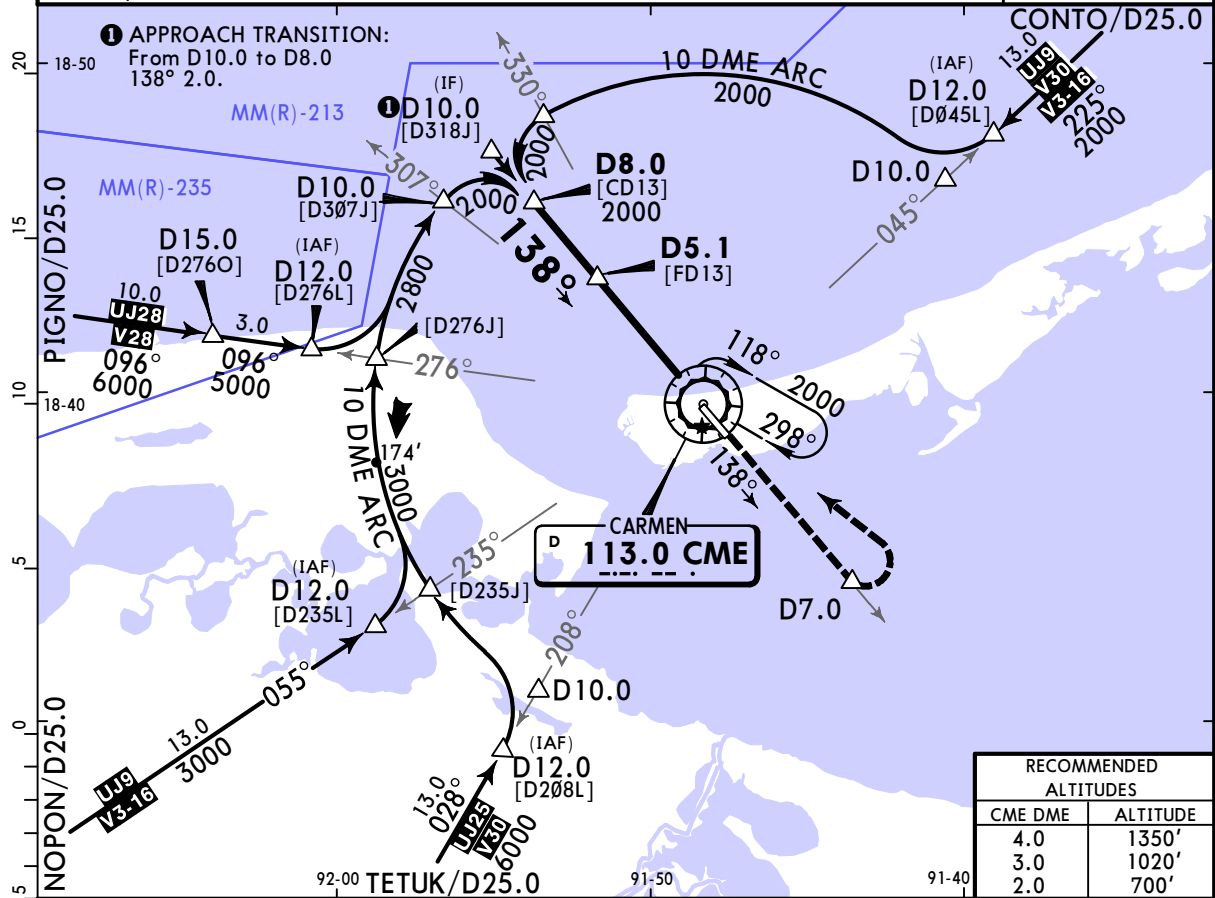 ❶ APPROACH TRANSITION:
From D10.0 to D8.0
138° 2.0.
CONTO/D25.0
13.0
UJ9
V30
V3-16
225°
2000
20
18-50
MM(R)-213
MM(R)-235
330°
(IF)
❶D10.0
[D318J]
10 DME ARC
2000
(IAF)
D12.0
[DØ45L]
D10.0
045°
2000
307°
D10.0
[D3Ø7J]
2000
D8.0
[CD13]
2000
138°
D5.1
[FD13]
15
PIGNO/D25.0
D15.0
[D276O]
(IAF)
D12.0
[D276L]
10.0
UJ28
V28
096°
6000
3.0
096°
5000
2800
[D276J]
276°
118°
2000
298°
138°
10
18-40
10 DME ARC
174'
3000
CARMEN
D 113.0 CME
235°
[D235J]
(IAF)
D12.0
[D235L]
D7.0
5
208°
D10.0
055°
(IAF)
D12.0
[D2Ø8L]
0
NOPON/D25.0
13.0
3000
UJ9
V3-16
13.0
028°
UJ25
V30
6000
TETUK/D25.0
5
92-00
91-50
91-40
RECOMMENDED
ALTITUDES
CME DME ALTITUDE
4.0 1350'
3.0 1020'
2.0 700'